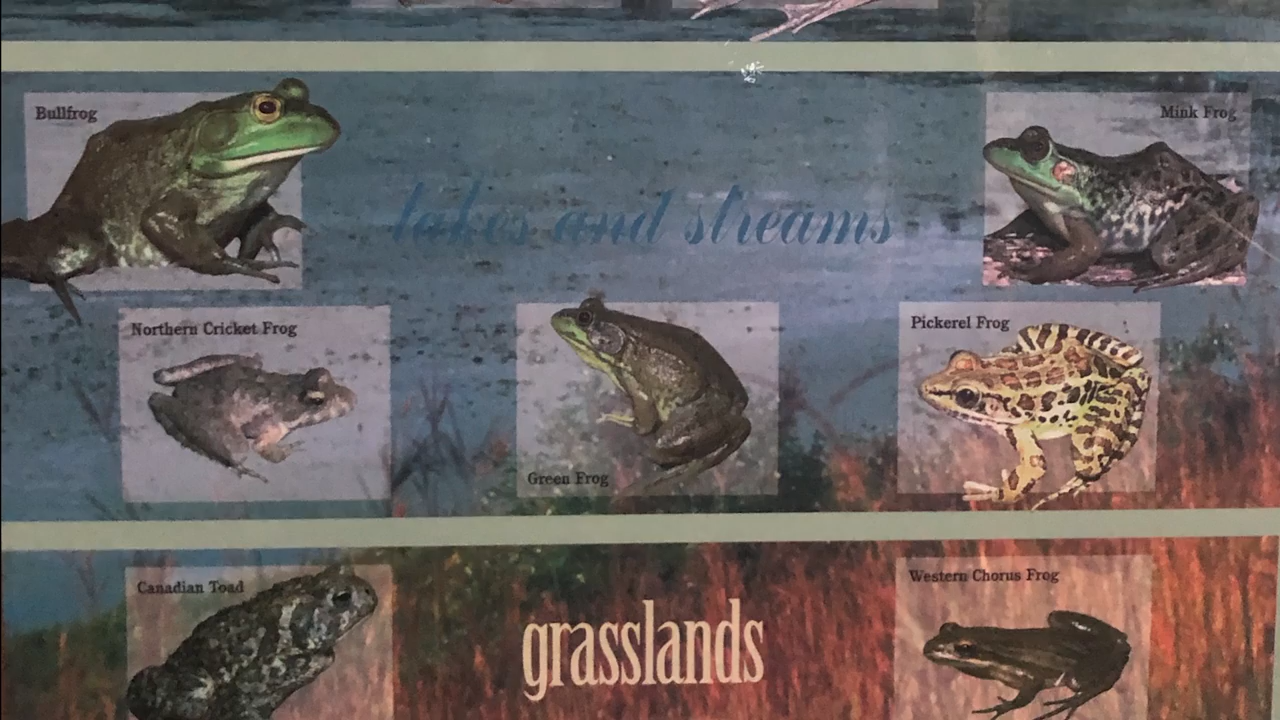 Bullfrog
Mink Frog
lakes and streams
Northern Cricket Frog
Pickerel Frog
Green Frog
Canadian Toad
Western Chorus Frog
grasslands